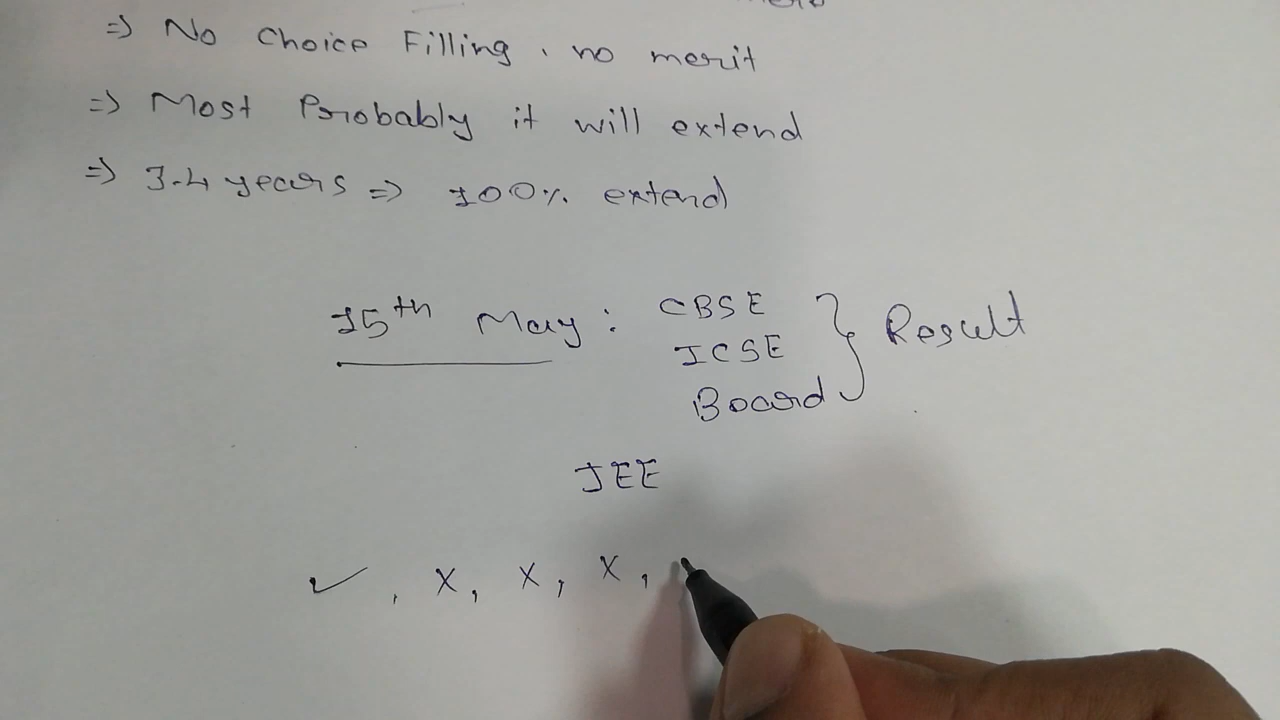 ⇒ No Choice Filling, no merit
⇒ Most Probably it will extend
⇒ 3-4 years ⇒ 100% extend
15th May : CBSE
ICSE
Board } Result
JEE
✓, x, x, x,